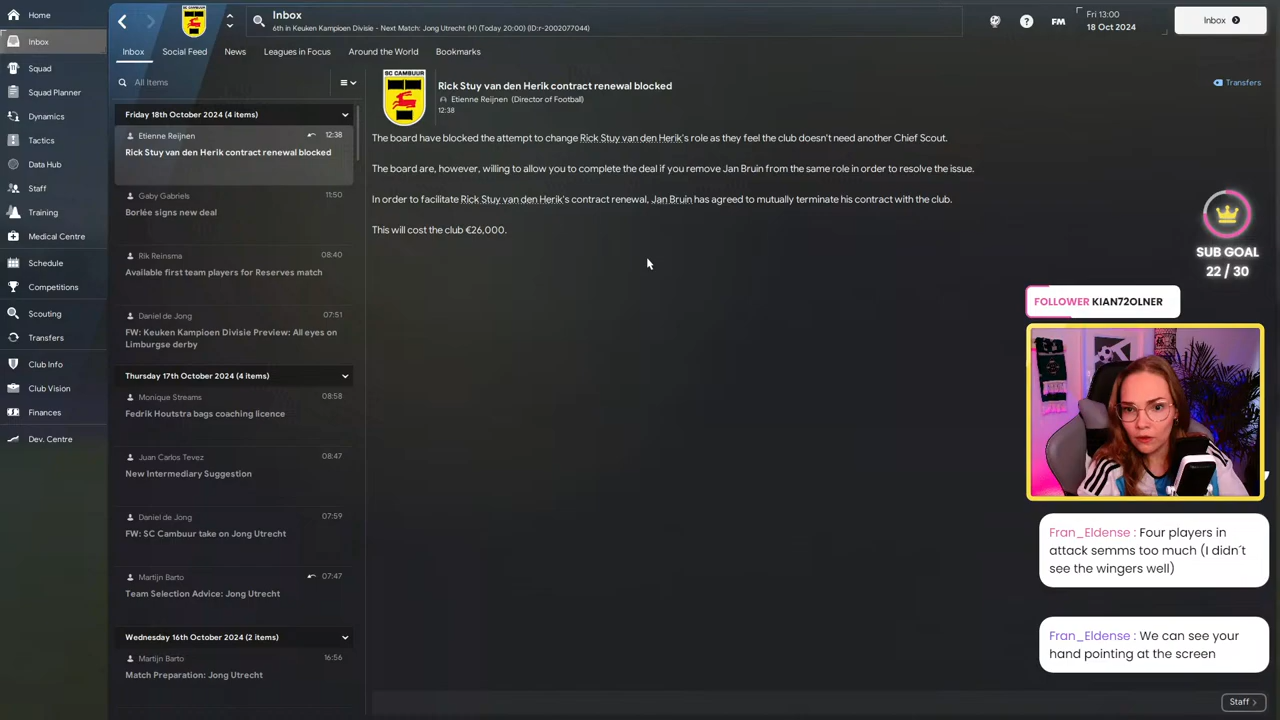 Home
Inbox
Squad
Squad Planner
Dynamics
Tactics
Data Hub
Staff
Training
Medical Centre
Schedule
Competitions
Scouting
Transfers
Club Info
Club Vision
Finances
Dev. Centre
Inbox
6th in Keuken Kampioen Divisie - Next Match: Jong Utrecht (H) (Today 20:00) (ID:r-2002077044)
FM
Fri 13:00
18 Oct 2024
Inbox
Inbox
Social Feed
News
Leagues in Focus
Around the World
Bookmarks
All Items
Friday 18th October 2024 (4 items)
Etienne Reijnen 12:38
Rick Stuy van den Herik contract renewal blocked
Gaby Gabriels 11:50
Borlée signs new deal
Rik Reinsma 08:40
Available first team players for Reserves match
Daniel de Jong 07:51
FW: Keuken Kampioen Divisie Preview: All eyes on
Limburgse derby
Thursday 17th October 2024 (4 items)
Monique Streams 08:58
Fedrik Houtstra bags coaching licence
Juan Carlos Tevez 08:47
New Intermediary Suggestion
Daniel de Jong 07:59
FW: SC Cambuur take on Jong Utrecht
Martijn Barto 07:47
Team Selection Advice: Jong Utrecht
Wednesday 16th October 2024 (2 items)
Martijn Barto 16:56
Match Preparation: Jong Utrecht
SC CAMBUUR
Rick Stuy van den Herik contract renewal blocked
Etienne Reijnen (Director of Football)
12:38
Transfers
The board have blocked the attempt to change Rick Stuy van den Herik's role as they feel the club doesn't need another Chief Scout.
The board are, however, willing to allow you to complete the deal if you remove Jan Bruin from the same role in order to resolve the issue.
In order to facilitate Rick Stuy van den Herik's contract renewal, Jan Bruin has agreed to mutually terminate his contract with the club.
This will cost the club €26,000.
SUB GOAL
22 / 30
FOLLOWER KIAN72OLNER
Fran_Eldense : Four players in
attack semms too much (I didn´t
see the wingers well)
Fran_Eldense : We can see your
hand pointing at the screen
Staff